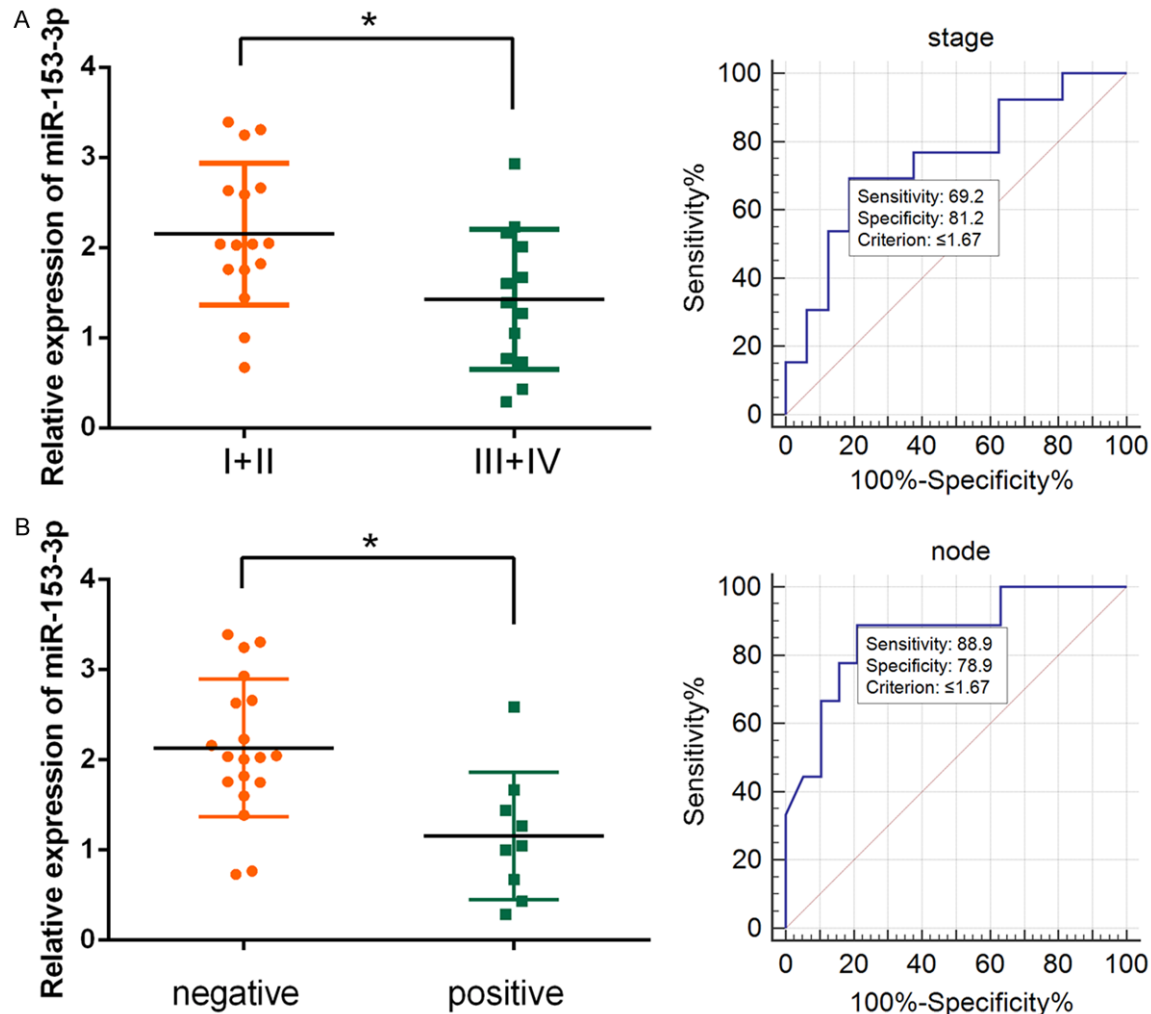 A
Relative expression of miR-153-3p
*
4
3
2
1
0
I+II
III+IV
stage
Sensitivity%
100
80
60
40
20
0
Sensitivity: 69.2
Specificity: 81.2
Criterion: ≤1.67
0 20 40 60 80 100
100%-Specificity%
B
Relative expression of miR-153-3p
*
4
3
2
1
0
negative
positive
node
Sensitivity%
100
80
60
40
20
0
Sensitivity: 88.9
Specificity: 78.9
Criterion: ≤1.67
0 20 40 60 80 100
100%-Specificity%